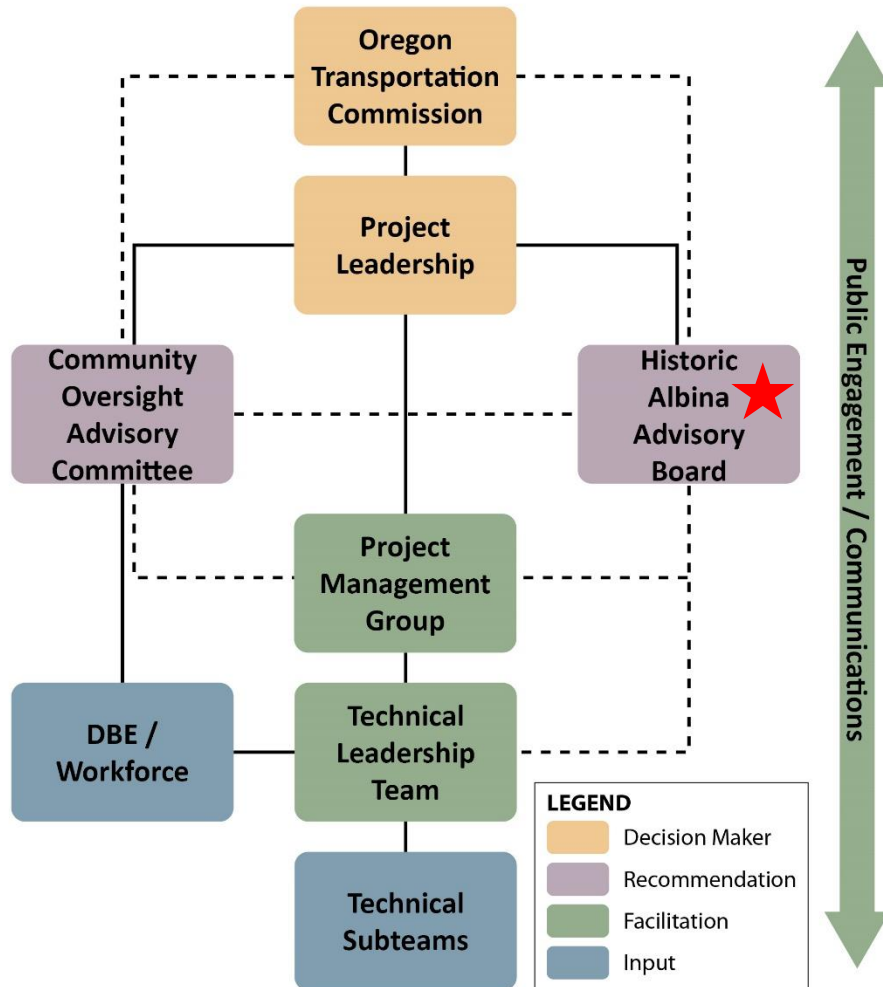 Oregon
Transportation
Commission
Project
Leadership
Community
Oversight
Advisory
Committee
Historic
Albina
Advisory
Board
Project
Management
Group
DBE /
Workforce
Technical
Leadership
Team
Technical
Subteams
Public Engagement / Communications
LEGEND
Decision Maker
Recommendation
Facilitation
Input